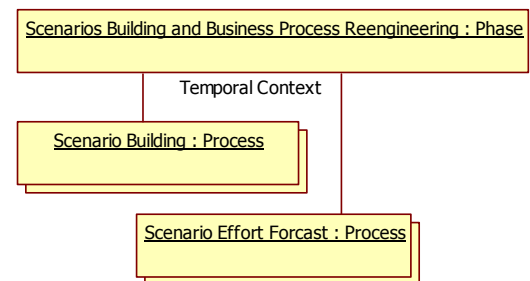 Scenarios Building and Business Process Reengineering : Phase
Temporal Context
Scenario Building : Process
Scenario Effort Forcast : Process